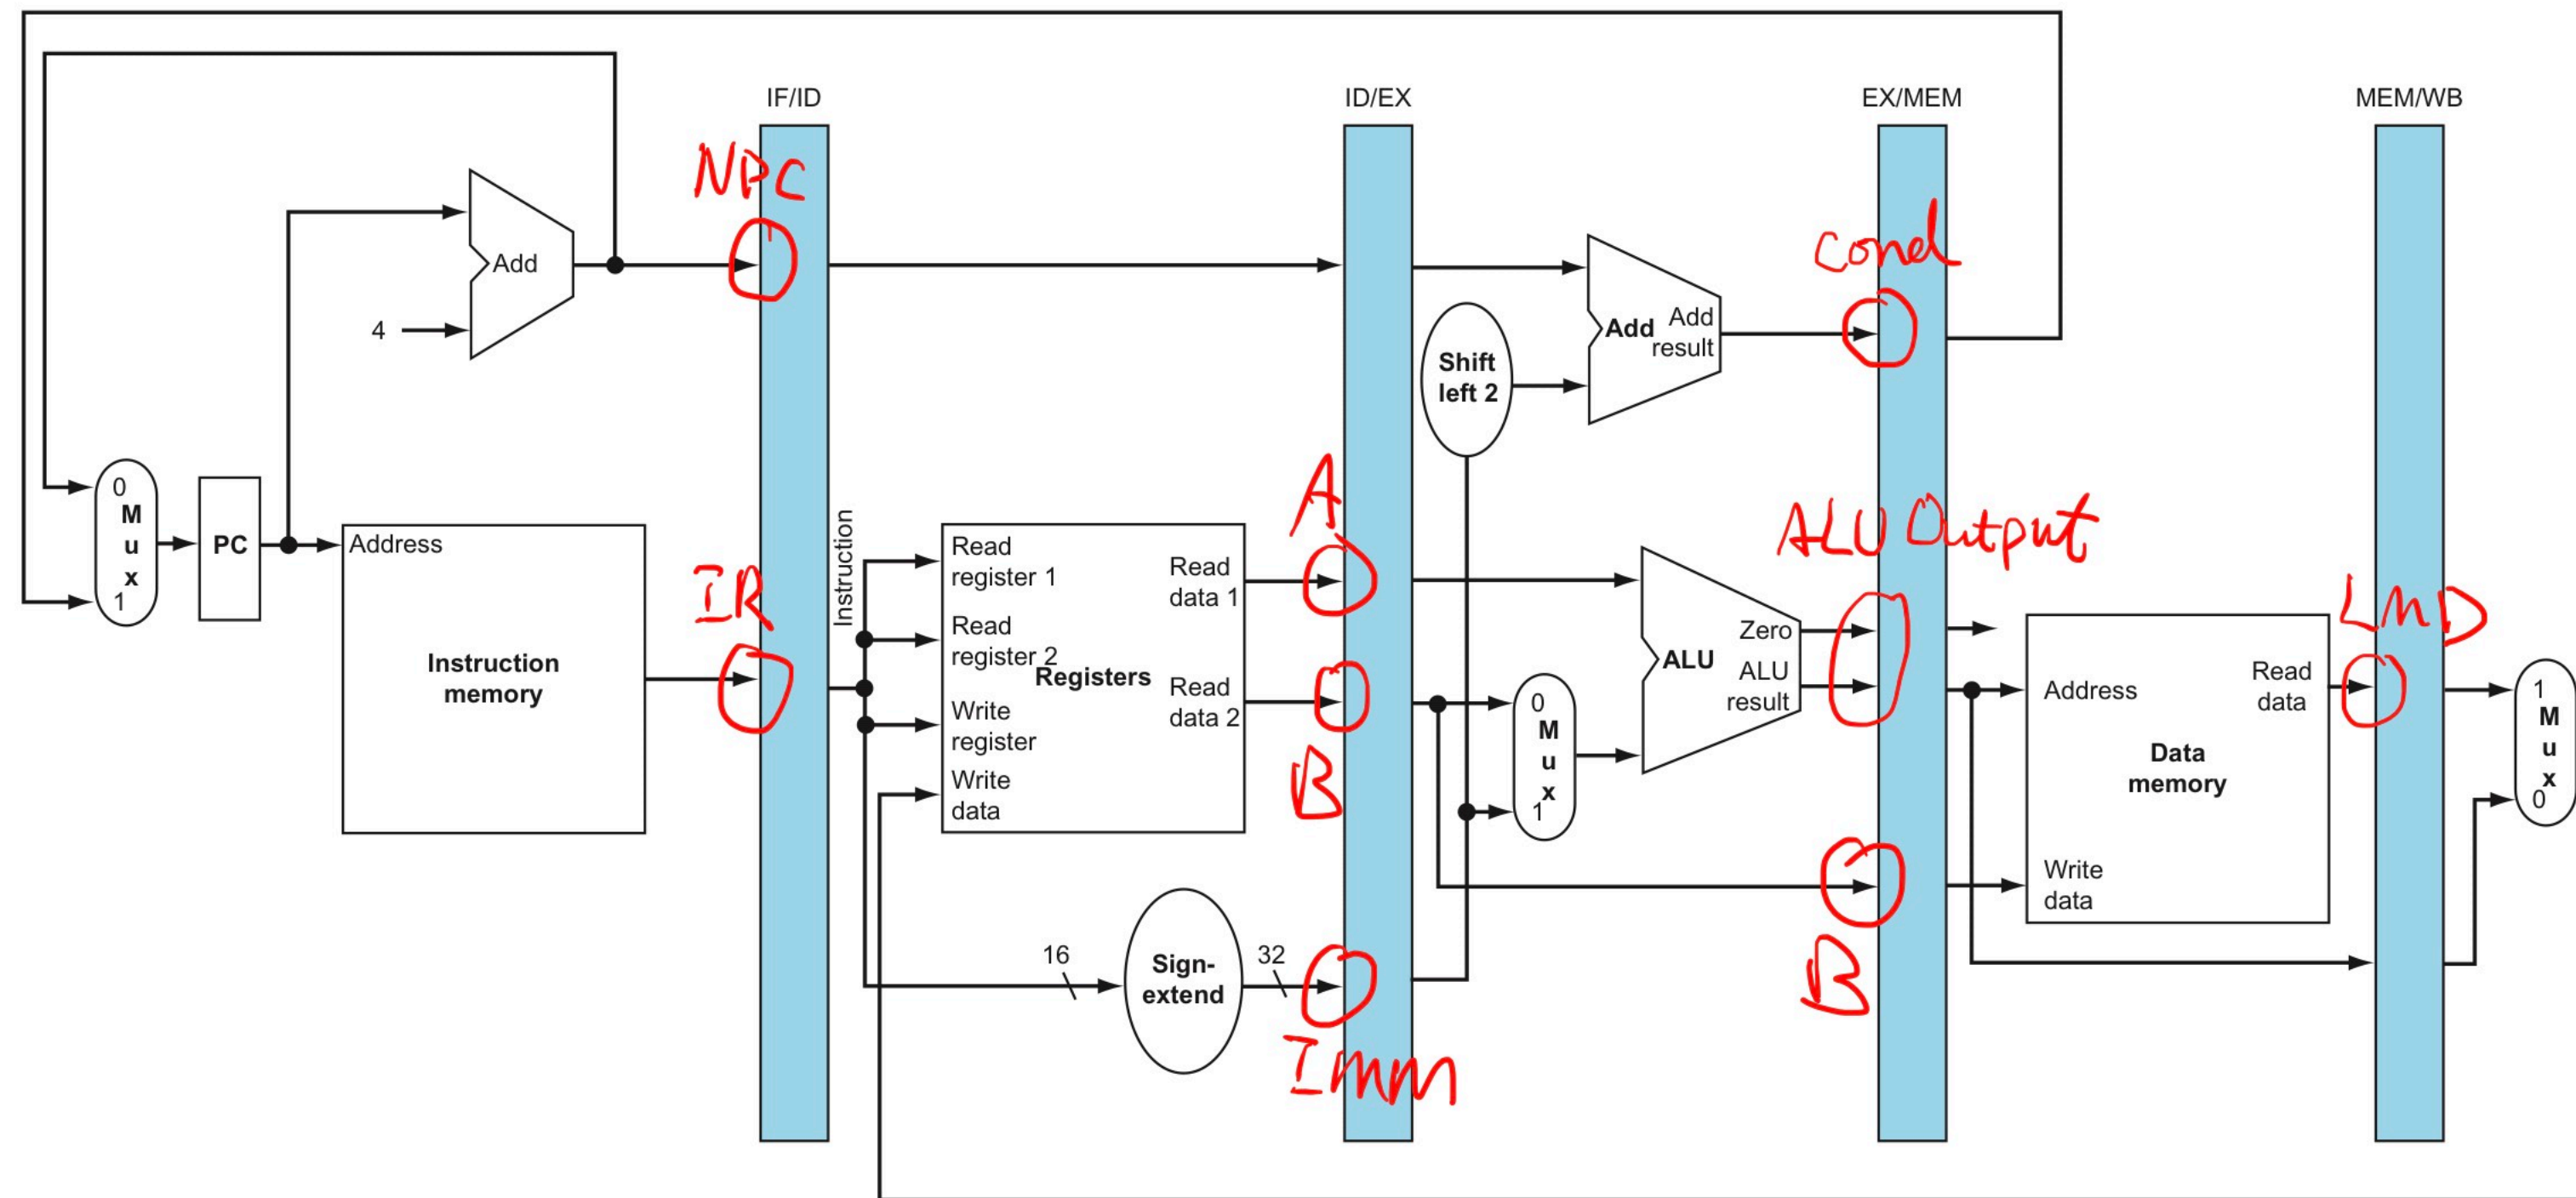 IF/ID
ID/EX
EX/MEM
MEM/WB
NPC
Add
4
Cond
Add
Add
result
Shift
left 2
0
M
u
x
1
PC
Address
Instruction
memory
IR
Instruction
Read
register 1
Read
register 2
Registers
Write
register
Write
data
Read
data 1
Read
data 2
A
B
16
Sign-
extend
32
Imm
0
M
u
x
1
ALU
Zero
ALU
result
ALU Output
B
Address
Read
data
Data
memory
Write
data
LMD
1
M
u
x
0